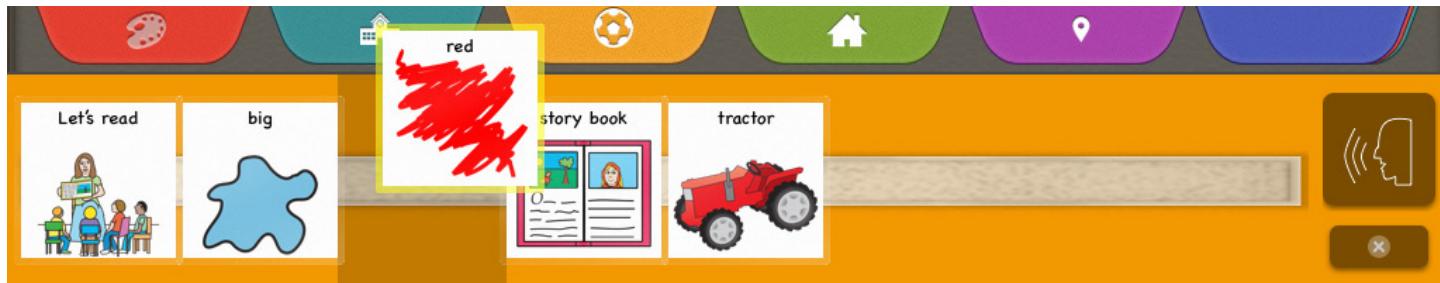 Let's read
big
red
story book
tractor